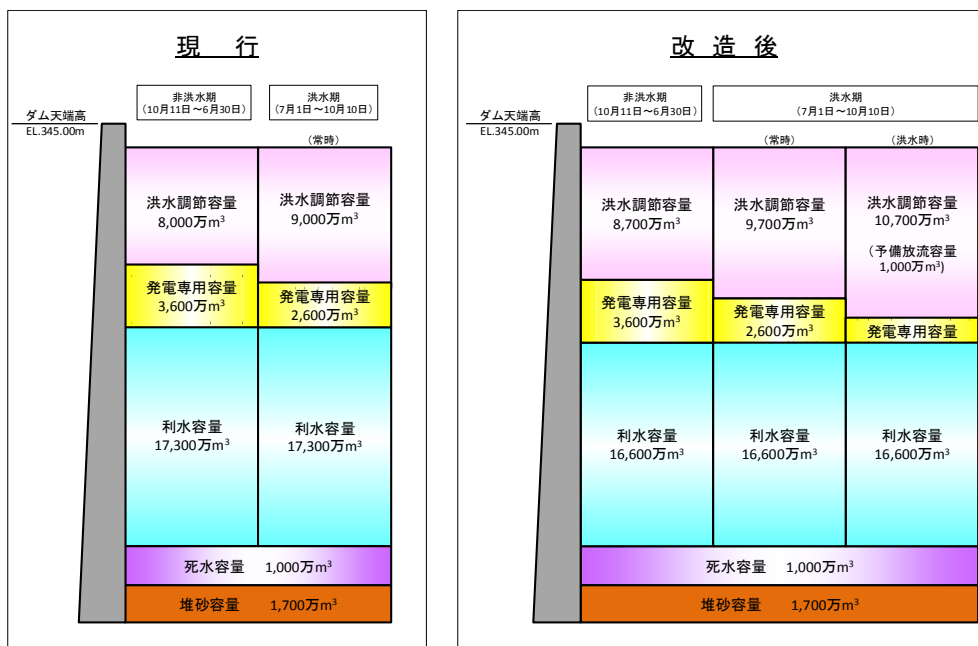 現　行
非洪水期
（10月11日～6月30日）
洪水期
（7月1日～10月10日）
ダム天端高
EL.345.00m
（常時）
洪水調節容量
8,000万m³
洪水調節容量
9,000万m³
発電専用容量
3,600万m³
発電専用容量
2,600万m³
利水容量
17,300万m³
利水容量
17,300万m³
死水容量　1,000万m³
堆砂容量　1,700万m³
改 造 後
非洪水期
（10月11日～6月30日）
洪水期
（7月1日～10月10日）
ダム天端高
EL.345.00m
（常時）
（洪水時）
洪水調節容量
8,700万m³
洪水調節容量
9,700万m³
洪水調節容量
10,700万m³
（予備放流容量
1,000万m³)
発電専用容量
3,600万m³
発電専用容量
2,600万m³
発電専用容量
利水容量
16,600万m³
利水容量
16,600万m³
利水容量
16,600万m³
死水容量　1,000万m³
堆砂容量　1,700万m³